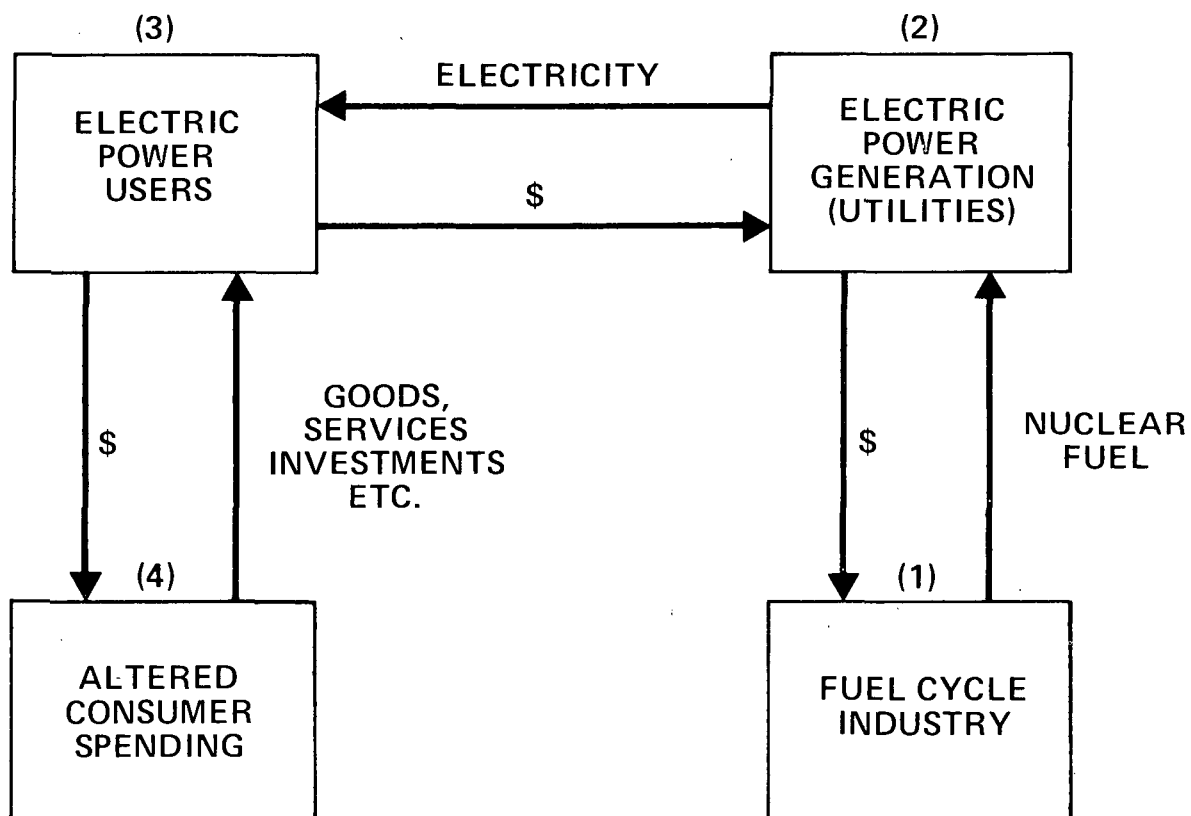 (3)
(2)
ELECTRICITY
ELECTRIC
POWER
USERS
ELECTRIC
POWER
GENERATION
(UTILITIES)
$
GOODS,
SERVICES
INVESTMENTS
ETC.
$
$
NUCLEAR
FUEL
(4)
(1)
ALTERED
CONSUMER
SPENDING
FUEL CYCLE
INDUSTRY